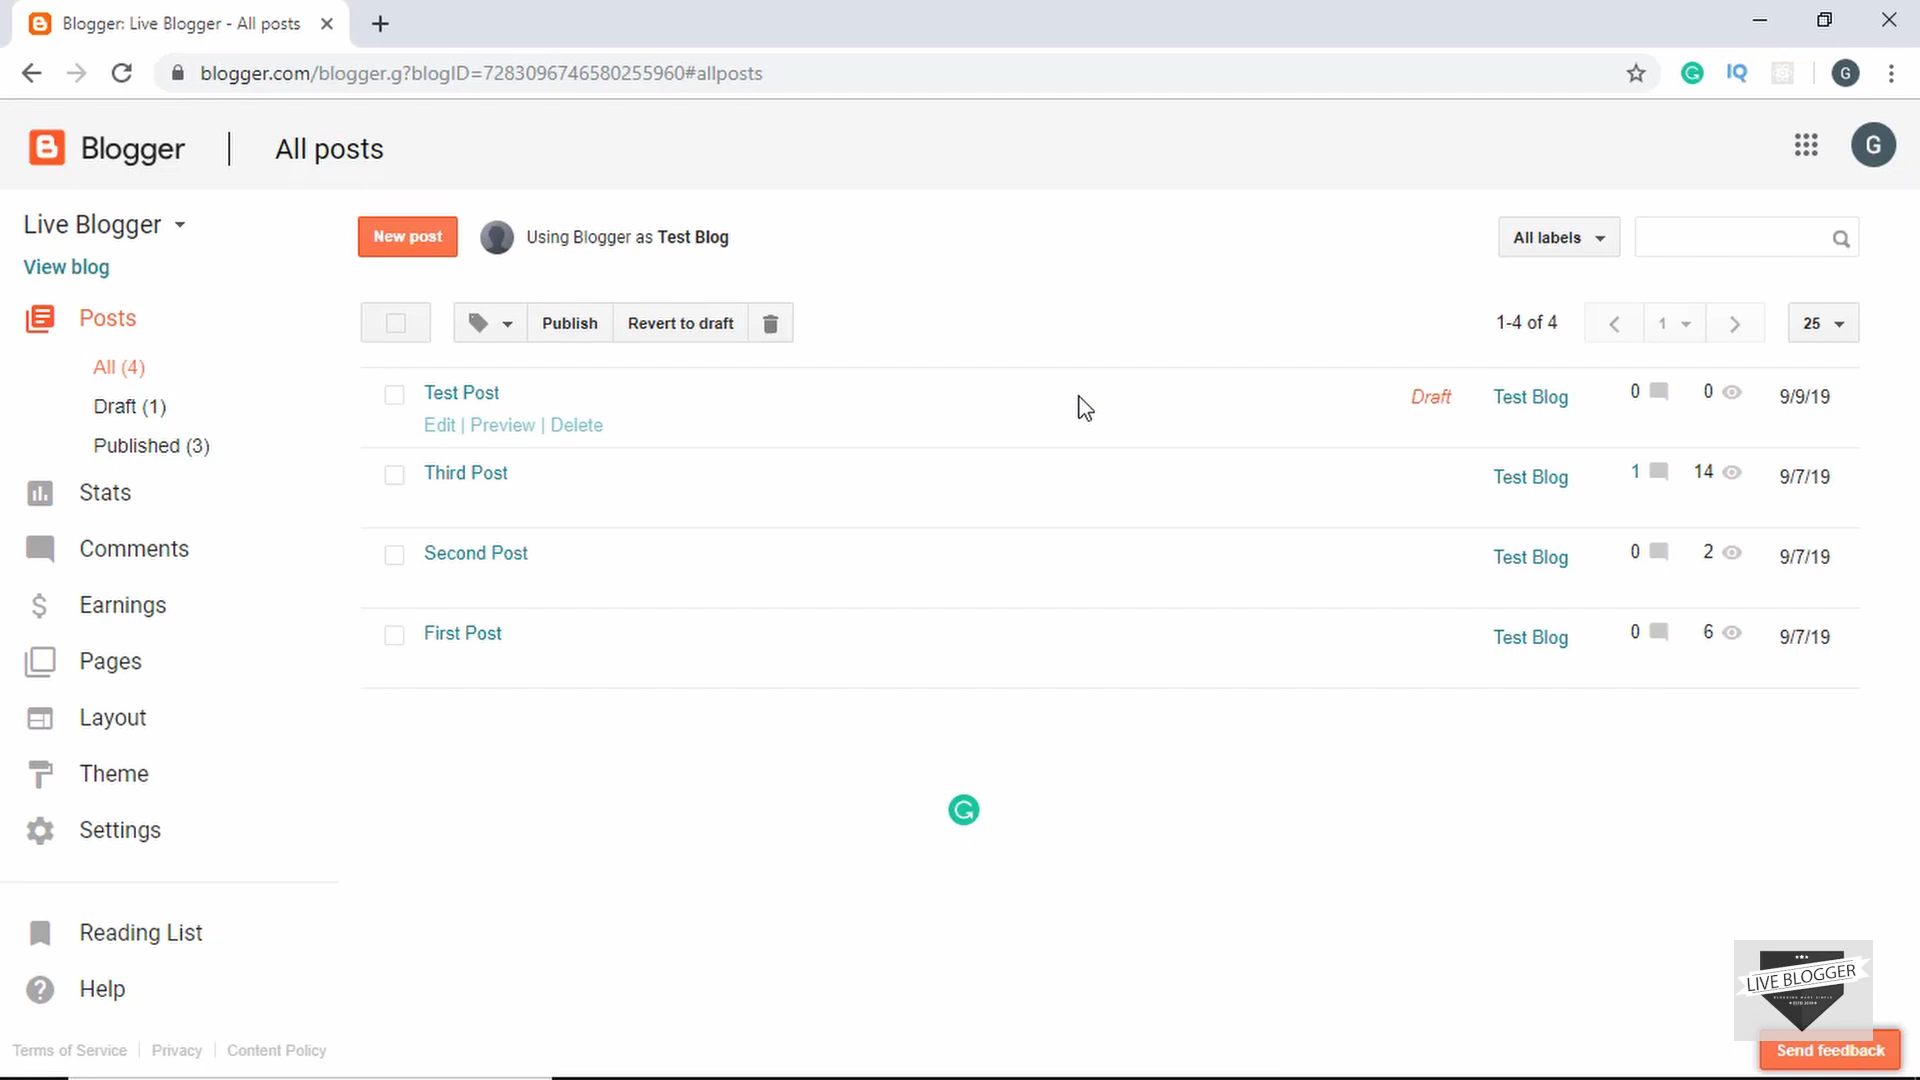 Blogger: Live Blogger - All posts
blogger.com/blogger.g?blogID=7283096746580255960#allposts
IQ
G
Blogger
All posts
G
Live Blogger
View blog
New post
Using Blogger as Test Blog
All labels
Posts
All (4)
Draft (1)
Published (3)
Stats
Comments
Earnings
Pages
Layout
Theme
Settings
Reading List
Help
Terms of Service
Privacy
Content Policy
Publish
Revert to draft
1-4 of 4
1
25
Test Post
Draft
Test Blog
0
0
9/9/19
Edit | Preview | Delete
Third Post
Test Blog
1
14
9/7/19
Second Post
Test Blog
0
2
9/7/19
First Post
Test Blog
0
6
9/7/19
LIVE BLOGGER
Send feedback